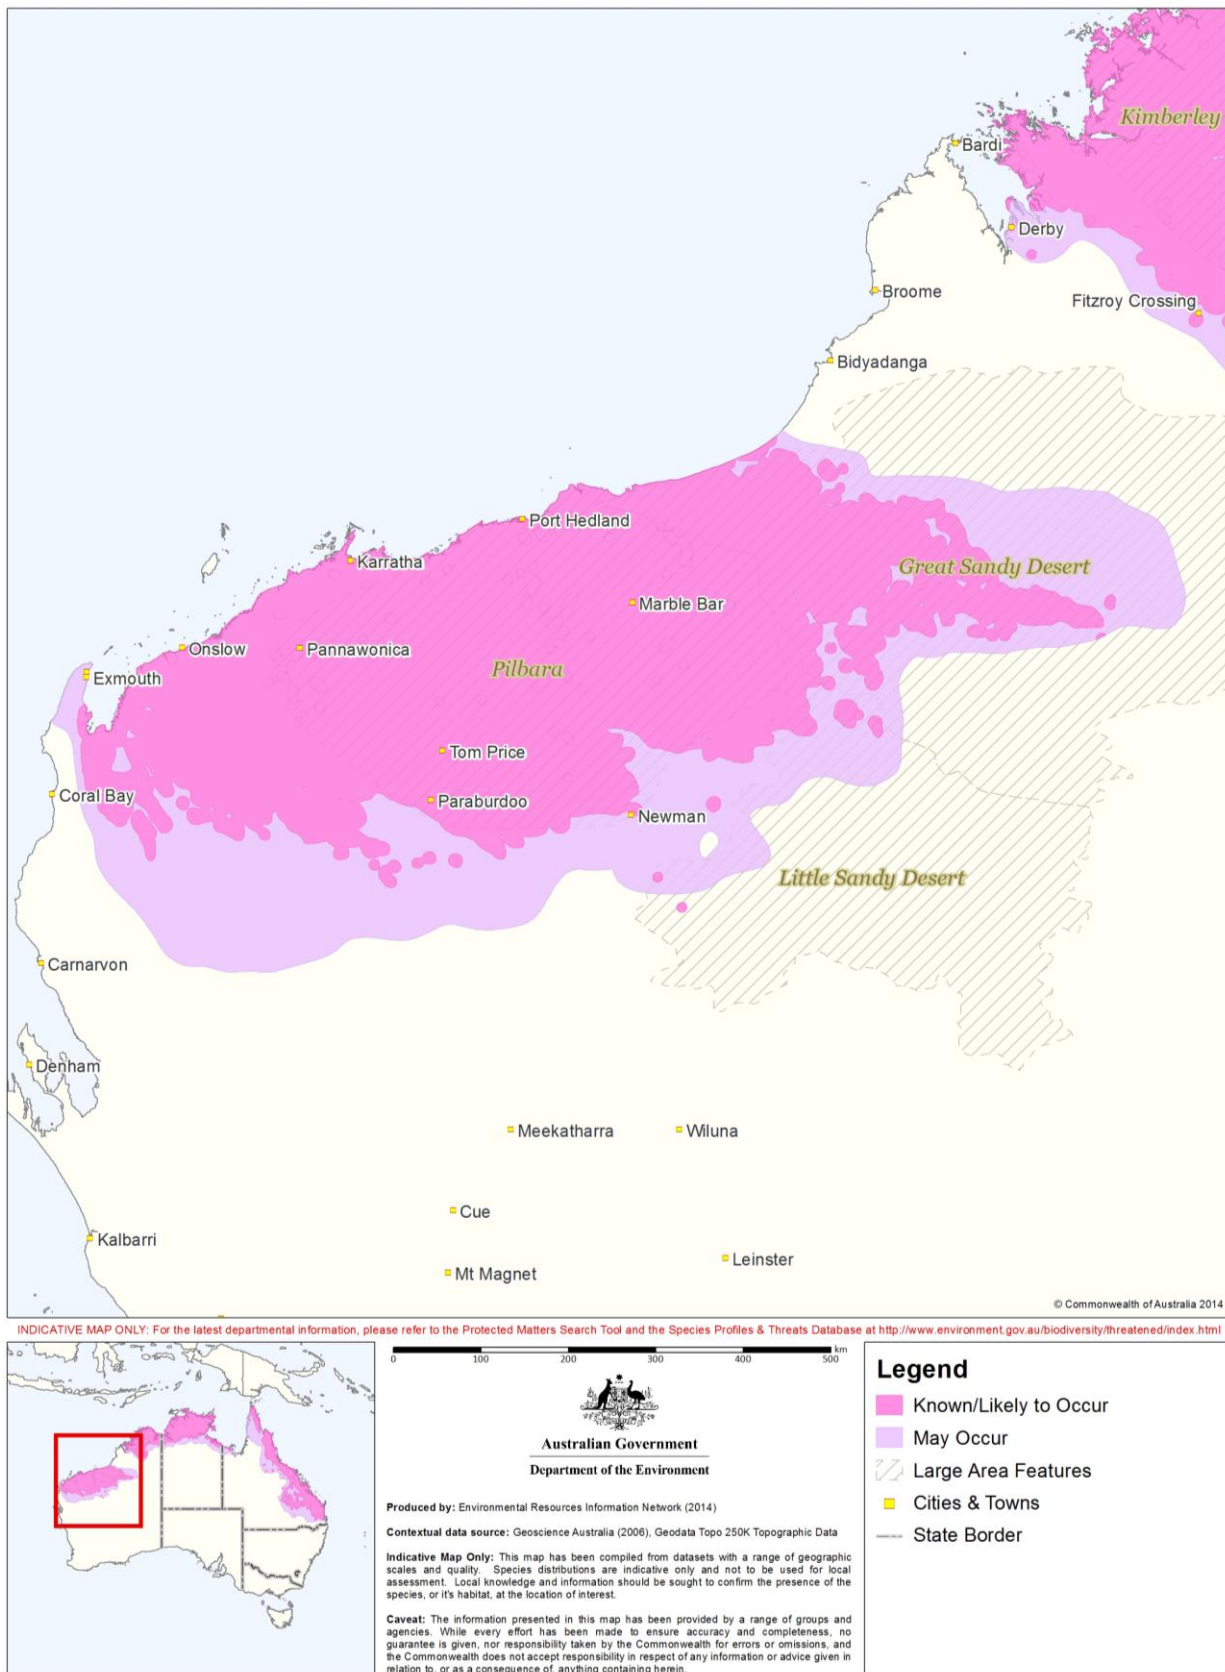 Kimberley
Bardi
Derby
Broome
Fitzroy Crossing
Bidyadanga
Port Hedland
Karratha
Great Sandy Desert
Marble Bar
Onslow
Pannawonica
Pilbara
Exmouth
Tom Price
Coral Bay
Paraburdoo
Newman
Little Sandy Desert
Carnarvon
Denham
Meekatharra
Wiluna
Cue
Kalbarri
Leinster
Mt Magnet
© Commonwealth of Australia 2014
INDICATIVE MAP ONLY: For the latest departmental information, please refer to the Protected Matters Search Tool and the Species Profiles & Threats Database at http://www.environment.gov.au/biodiversity/threatened/index.html
km
0 100 200 300 400 500
Australian Government
Department of the Environment
Produced by: Environmental Resources Information Network (2014)
Contextual data source: Geoscience Australia (2006), Geodata Topo 250K Topographic Data
Indicative Map Only: This map has been compiled from datasets with a range of geographic
scales and quality. Species distributions are indicative only and not to be used for local
assessment. Local knowledge and information should be sought to confirm the presence of the
species, or it's habitat, at the location of interest.
Caveat: The information presented in this map has been provided by a range of groups and
agencies. While every effort has been made to ensure accuracy and completeness, no
guarantee is given, nor responsibility taken by the Commonwealth for errors or omissions, and
the Commonwealth does not accept responsibility in respect of any information or advice given in
relation to, or as a consequence of, anything containing herein.
Legend
Known/Likely to Occur
May Occur
Large Area Features
Cities & Towns
State Border